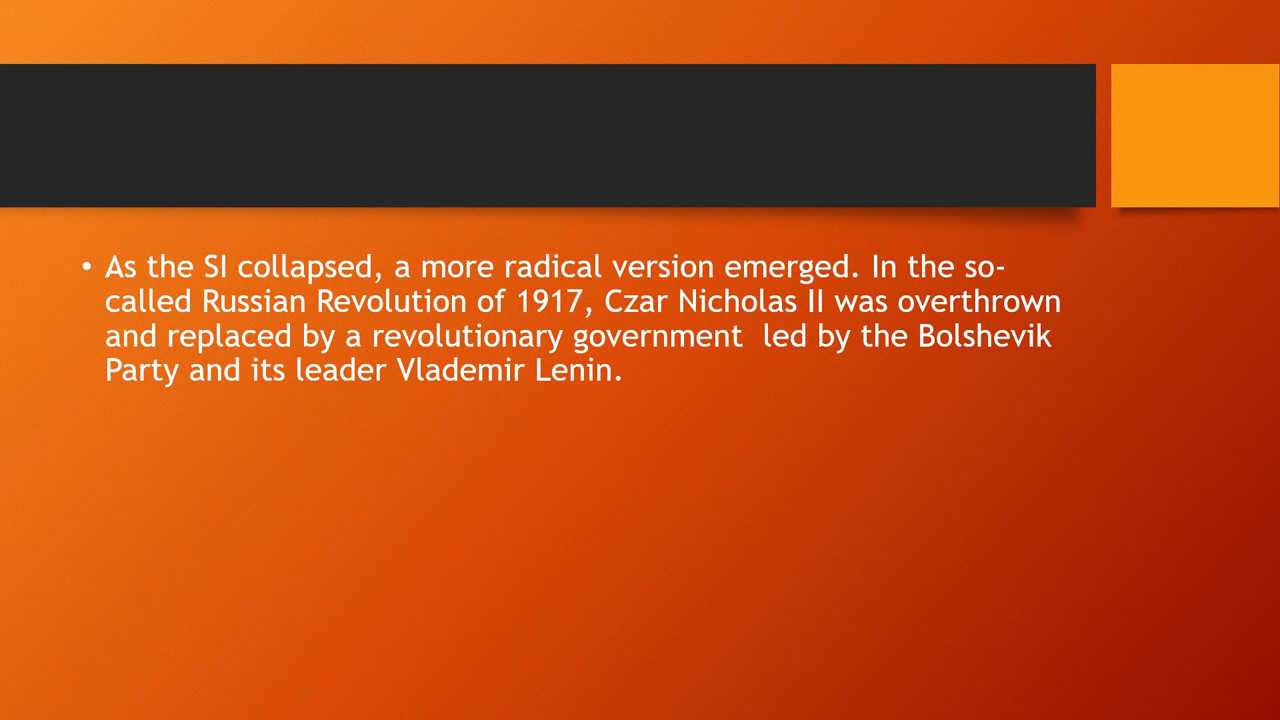 • As the SI collapsed, a more radical version emerged. In the so-
called Russian Revolution of 1917, Czar Nicholas II was overthrown
and replaced by a revolutionary government  led by the Bolshevik
Party and its leader Vlademir Lenin.